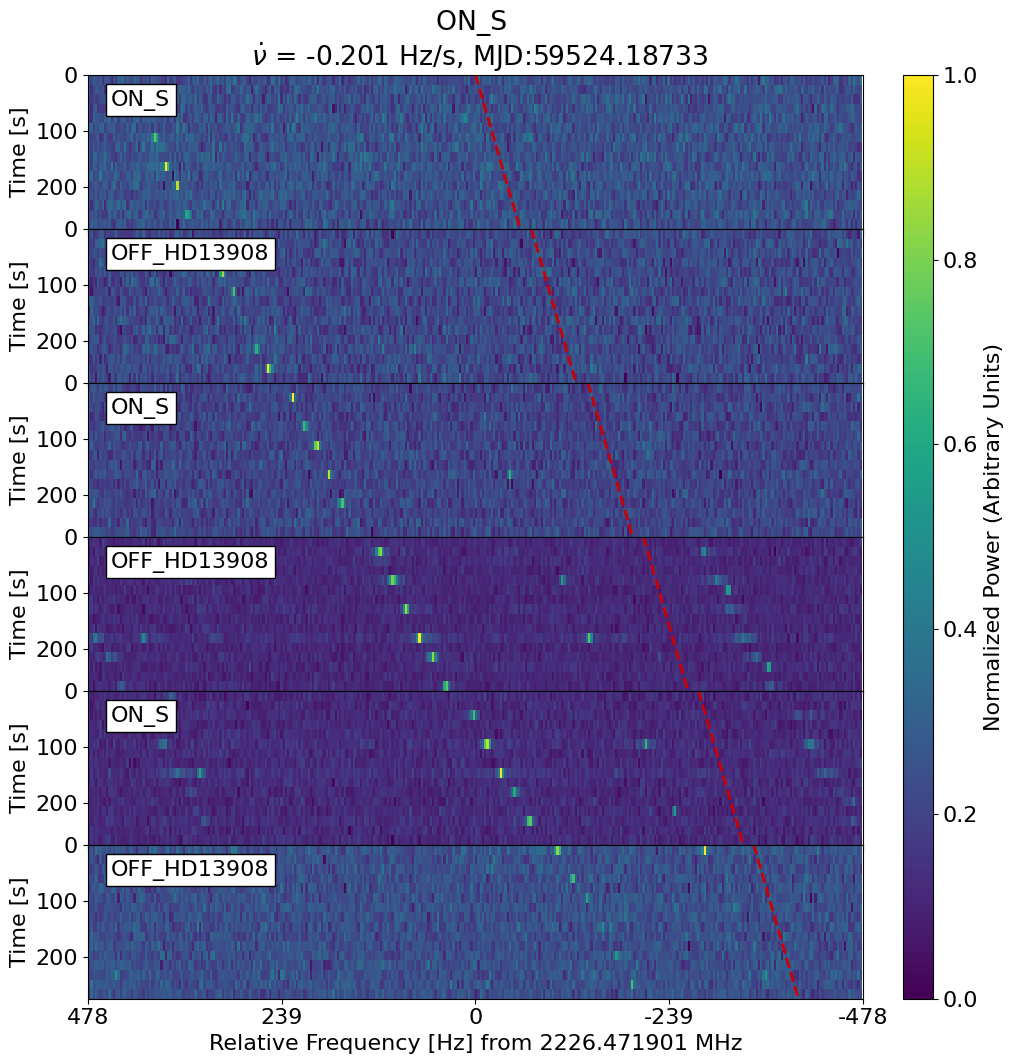 ON_S
ν̇ = -0.201 Hz/s, MJD:59524.18733
0
ON_S
100
200
Time [s]
0
OFF_HD13908
100
200
Time [s]
0
ON_S
100
200
Time [s]
0
OFF_HD13908
100
200
Time [s]
0
ON_S
100
200
Time [s]
0
OFF_HD13908
100
200
Time [s]
478 239 0 -239 -478
Relative Frequency [Hz] from 2226.471901 MHz
1.0
0.8
0.6
0.4
0.2
0.0
Normalized Power (Arbitrary Units)